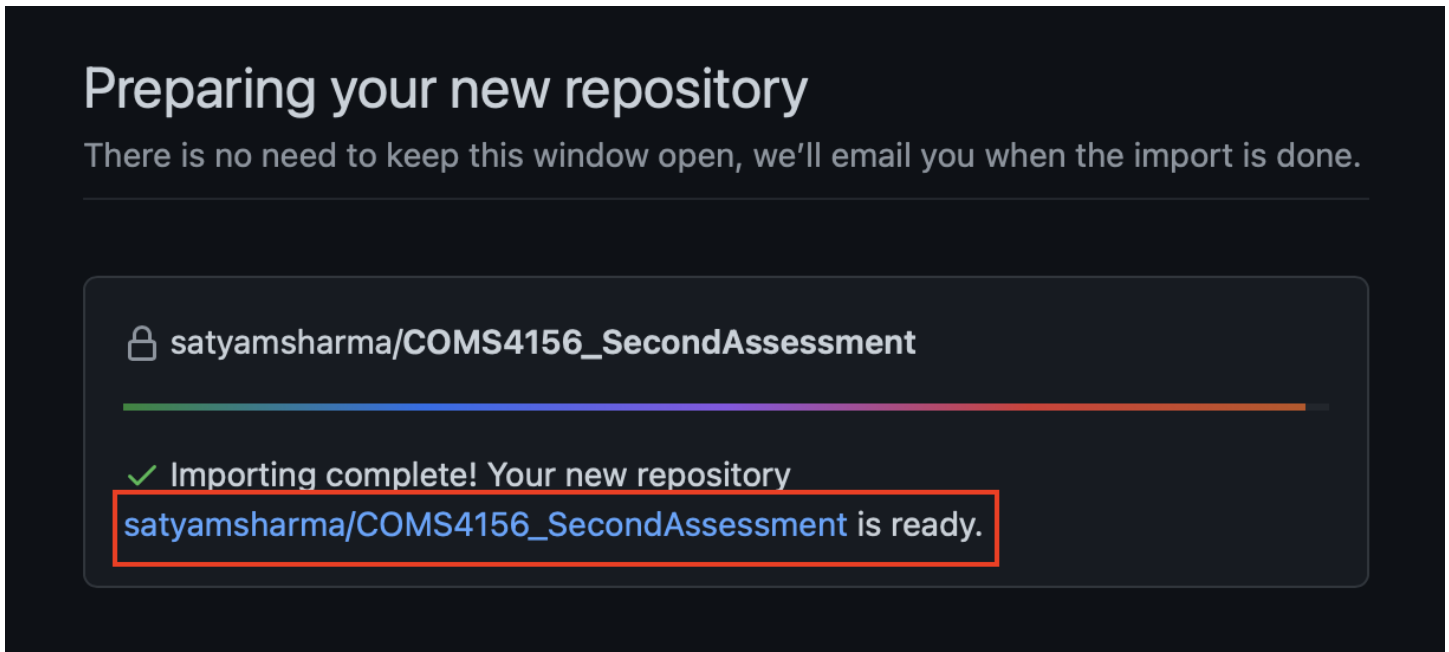 Preparing your new repository
There is no need to keep this window open, we’ll email you when the import is done.
satyamsharma/COMS4156_SecondAssessment
Importing complete! Your new repository
satyamsharma/COMS4156_SecondAssessment is ready.